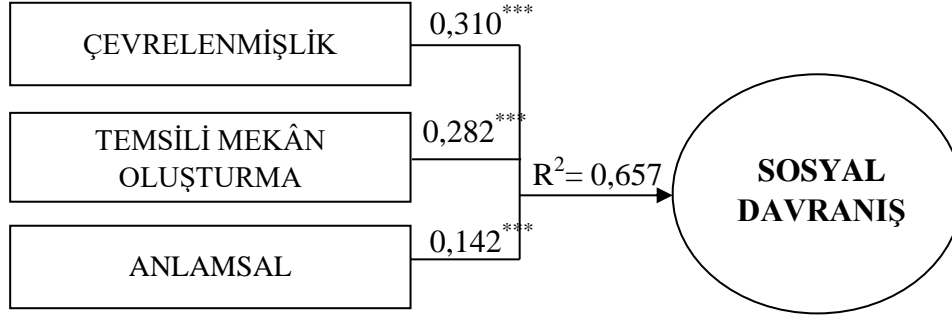 ÇEVRELENMİŞLİK
0,310***
TEMSİLİ MEKÂN
OLUŞTURMA
0,282***
ANLAMSAL
0,142***
R²= 0,657
SOSYAL
DAVRANIŞ